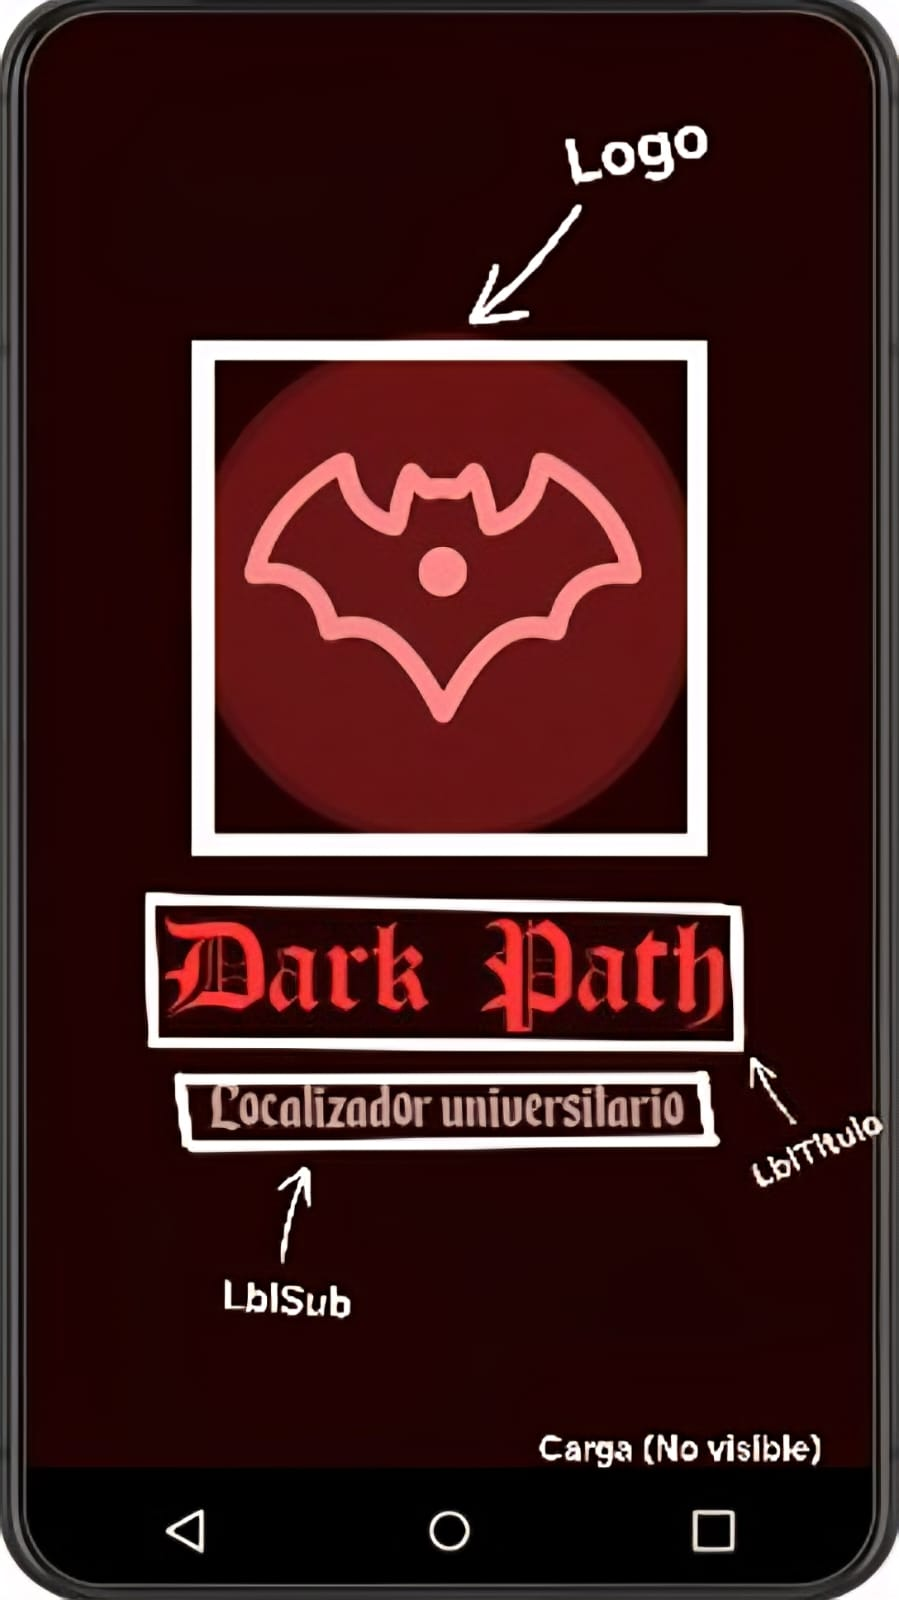 Logo
Dark Path
Localizador universitario
LblTitulo
LblSub
Carga (No visible)